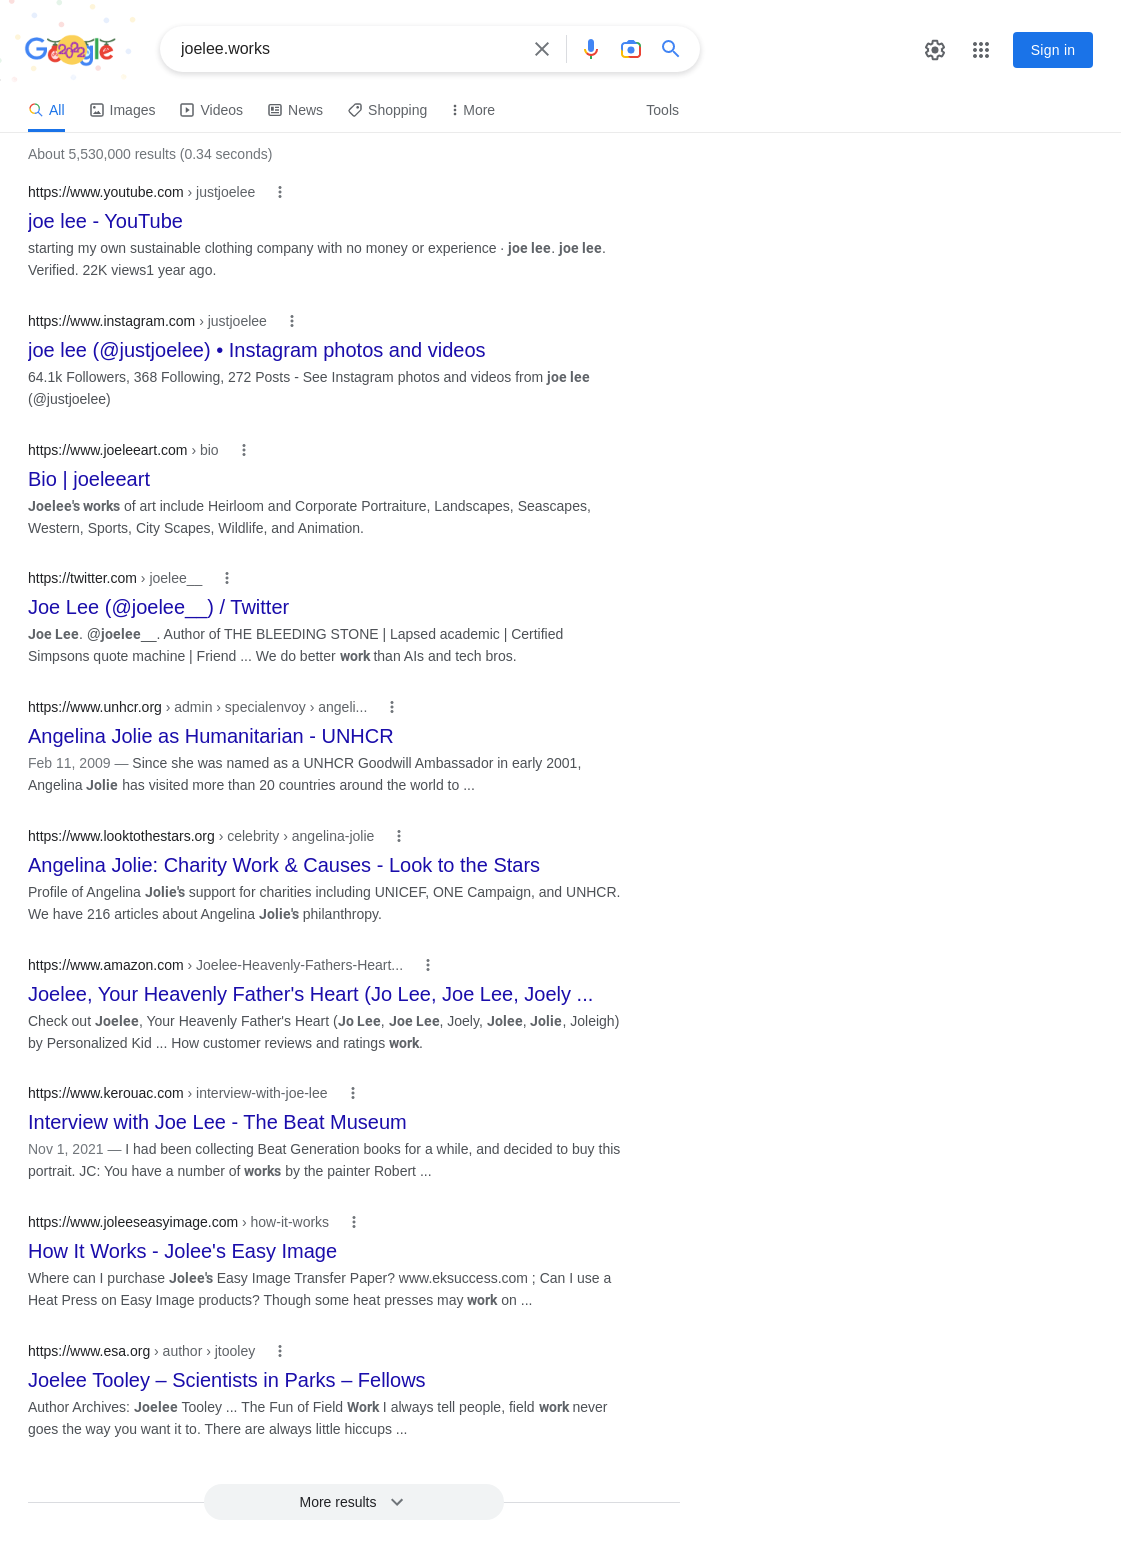 Google
joelee.works
Sign in
All Images Videos News Shopping More Tools
About 5,530,000 results (0.34 seconds)
https://www.youtube.com › justjoelee
joe lee - YouTube
starting my own sustainable clothing company with no money or experience · joe lee. joe lee.
Verified. 22K views1 year ago.
https://www.instagram.com › justjoelee
joe lee (@justjoelee) • Instagram photos and videos
64.1k Followers, 368 Following, 272 Posts - See Instagram photos and videos from joe lee
(@justjoelee)
https://www.joeleeart.com › bio
Bio | joeleeart
Joelee's works of art include Heirloom and Corporate Portraiture, Landscapes, Seascapes,
Western, Sports, City Scapes, Wildlife, and Animation.
https://twitter.com › joelee__
Joe Lee (@joelee__) / Twitter
Joe Lee. @joelee__. Author of THE BLEEDING STONE | Lapsed academic | Certified
Simpsons quote machine | Friend ... We do better work than AIs and tech bros.
https://www.unhcr.org › admin › specialenvoy › angeli...
Angelina Jolie as Humanitarian - UNHCR
Feb 11, 2009 — Since she was named as a UNHCR Goodwill Ambassador in early 2001,
Angelina Jolie has visited more than 20 countries around the world to ...
https://www.looktothestars.org › celebrity › angelina-jolie
Angelina Jolie: Charity Work & Causes - Look to the Stars
Profile of Angelina Jolie's support for charities including UNICEF, ONE Campaign, and UNHCR.
We have 216 articles about Angelina Jolie's philanthropy.
https://www.amazon.com › Joelee-Heavenly-Fathers-Heart...
Joelee, Your Heavenly Father's Heart (Jo Lee, Joe Lee, Joely ...
Check out Joelee, Your Heavenly Father's Heart (Jo Lee, Joe Lee, Joely, Jolee, Jolie, Joleigh)
by Personalized Kid ... How customer reviews and ratings work.
https://www.kerouac.com › interview-with-joe-lee
Interview with Joe Lee - The Beat Museum
Nov 1, 2021 — I had been collecting Beat Generation books for a while, and decided to buy this
portrait. JC: You have a number of works by the painter Robert ...
https://www.joleeseasyimage.com › how-it-works
How It Works - Jolee's Easy Image
Where can I purchase Jolee's Easy Image Transfer Paper? www.eksuccess.com ; Can I use a
Heat Press on Easy Image products? Though some heat presses may work on ...
https://www.esa.org › author › jtooley
Joelee Tooley – Scientists in Parks – Fellows
Author Archives: Joelee Tooley ... The Fun of Field Work I always tell people, field work never
goes the way you want it to. There are always little hiccups ...
More results